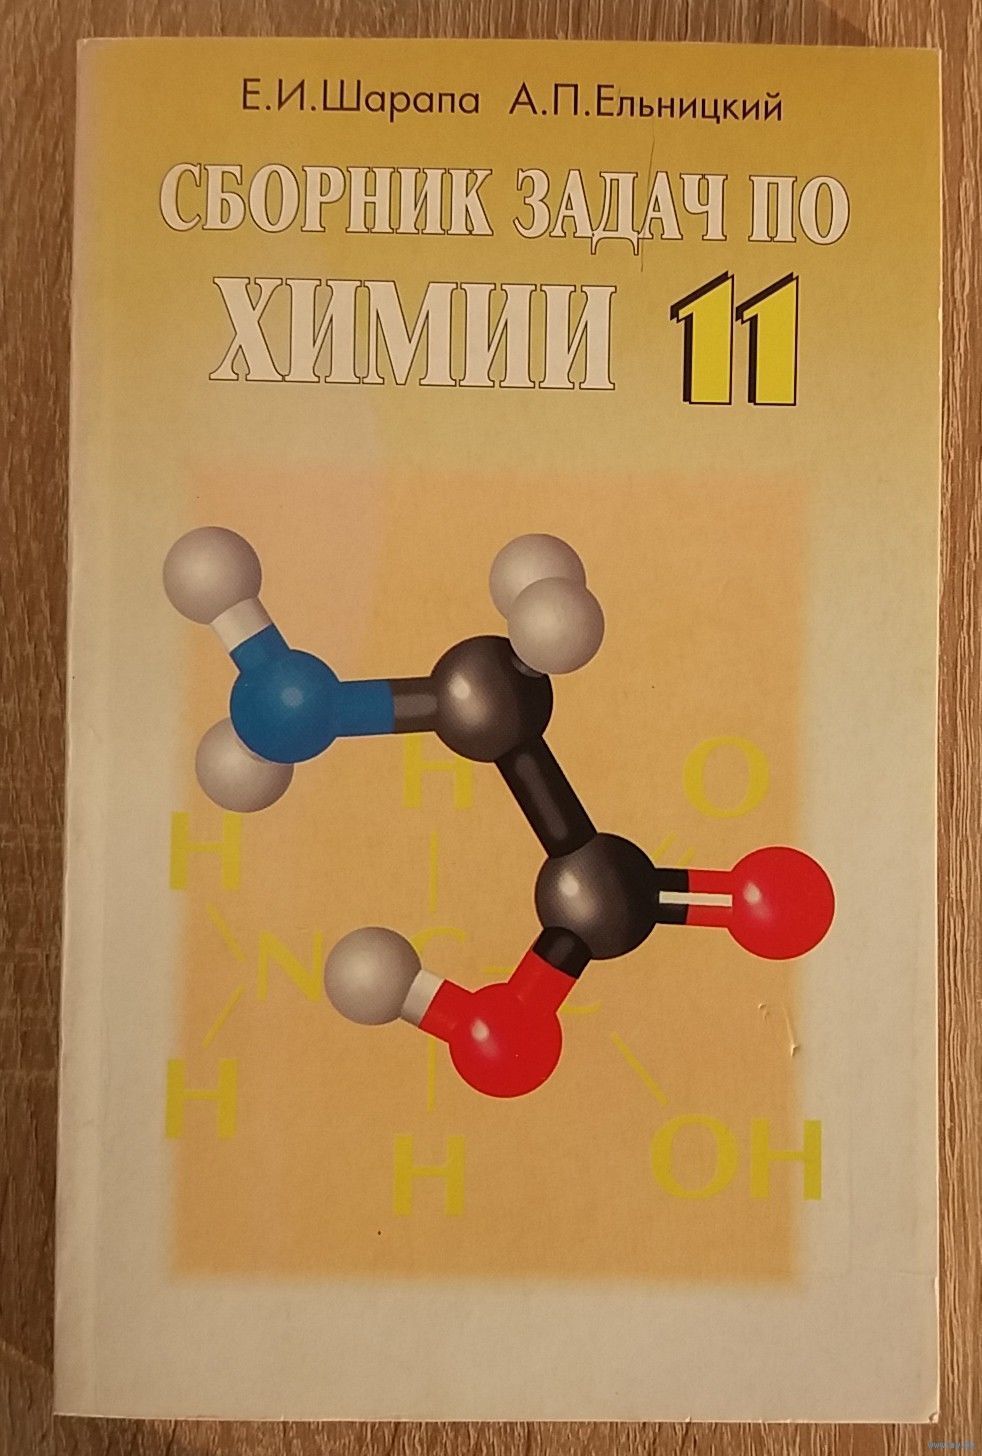 Е.И.Шарапа А.П.Ельницкий
СБОРНИК ЗАДАЧ ПО
ХИМИИ 11
H O
H
N C C
H
H OH